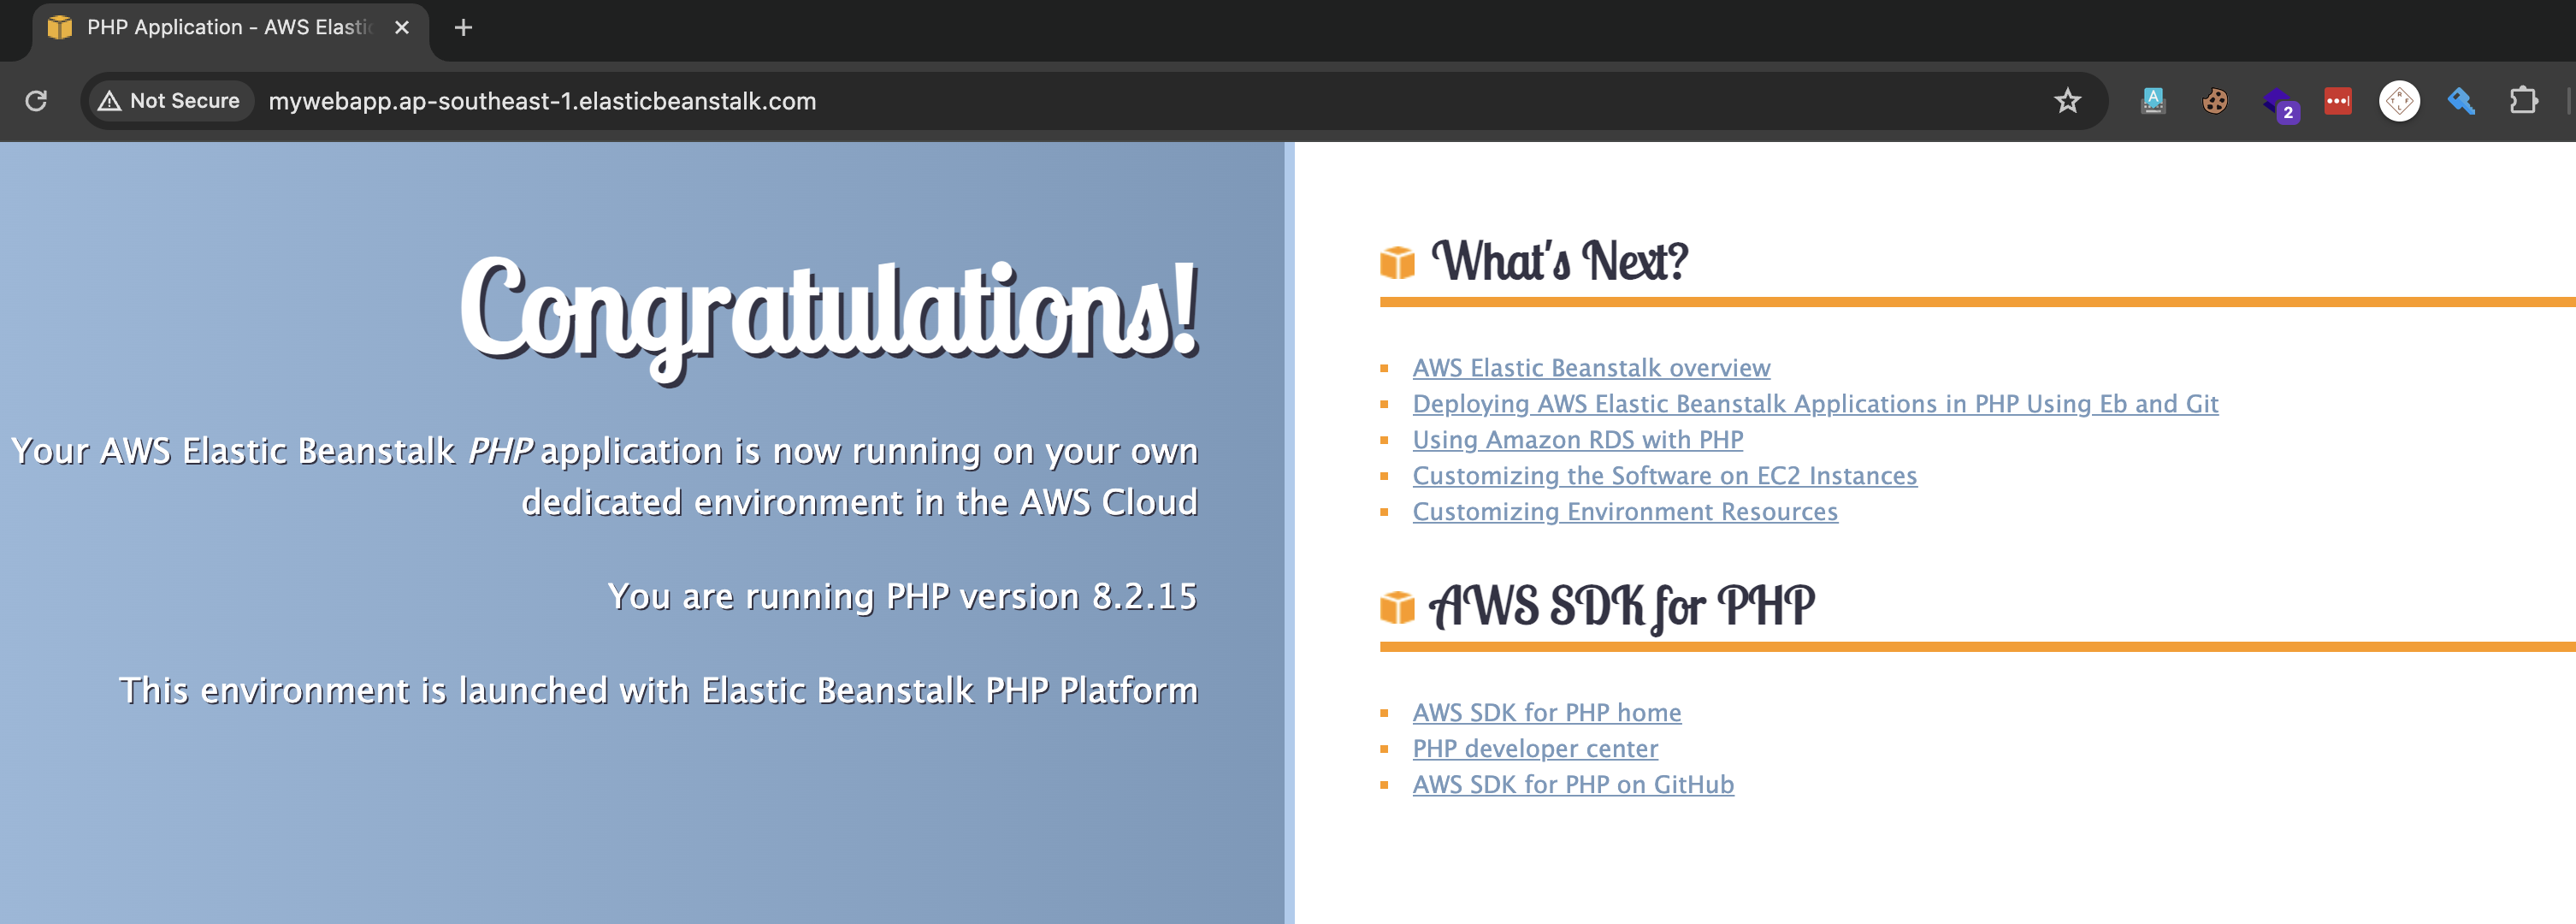 PHP Application - AWS Elastic
Not Secure
mywebapp.ap-southeast-1.elasticbeanstalk.com
A
2
R
T F
L
Congratulations!
Your AWS Elastic Beanstalk PHP application is now running on your own
dedicated environment in the AWS Cloud
You are running PHP version 8.2.15
This environment is launched with Elastic Beanstalk PHP Platform
What's Next?
AWS Elastic Beanstalk overview
Deploying AWS Elastic Beanstalk Applications in PHP Using Eb and Git
Using Amazon RDS with PHP
Customizing the Software on EC2 Instances
Customizing Environment Resources
AWS SDK for PHP
AWS SDK for PHP home
PHP developer center
AWS SDK for PHP on GitHub